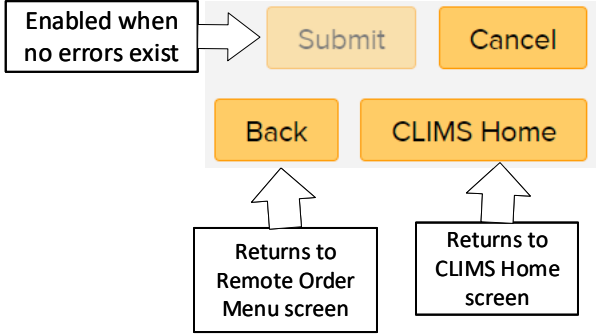 Enabled when
no errors exist
Submit
Cancel
Back
CLIMS Home
Returns to
Remote Order
Menu screen
Returns to
CLIMS Home
screen